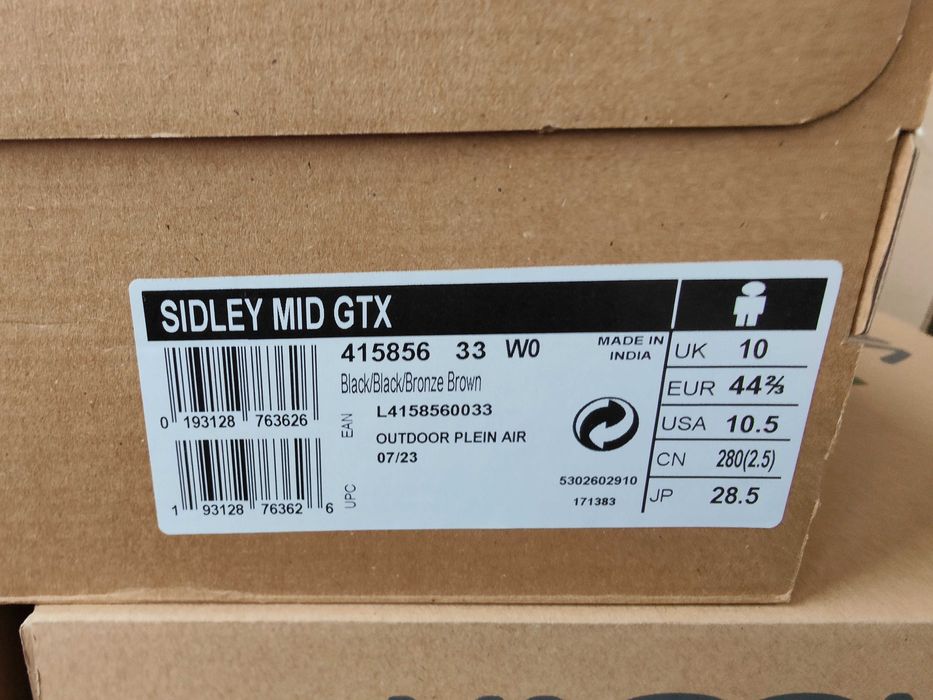 SIDLEY MID GTX
415856 33 W0
MADE IN
INDIA
Black/Black/Bronze Brown
0 193128 763626
EAN
L4158560033
OUTDOOR PLEIN AIR
07/23
5302602910
171383
1 93128 76362 6
UPC
UK 10
EUR 44⅔
USA 10.5
CN 280(2.5)
JP 28.5